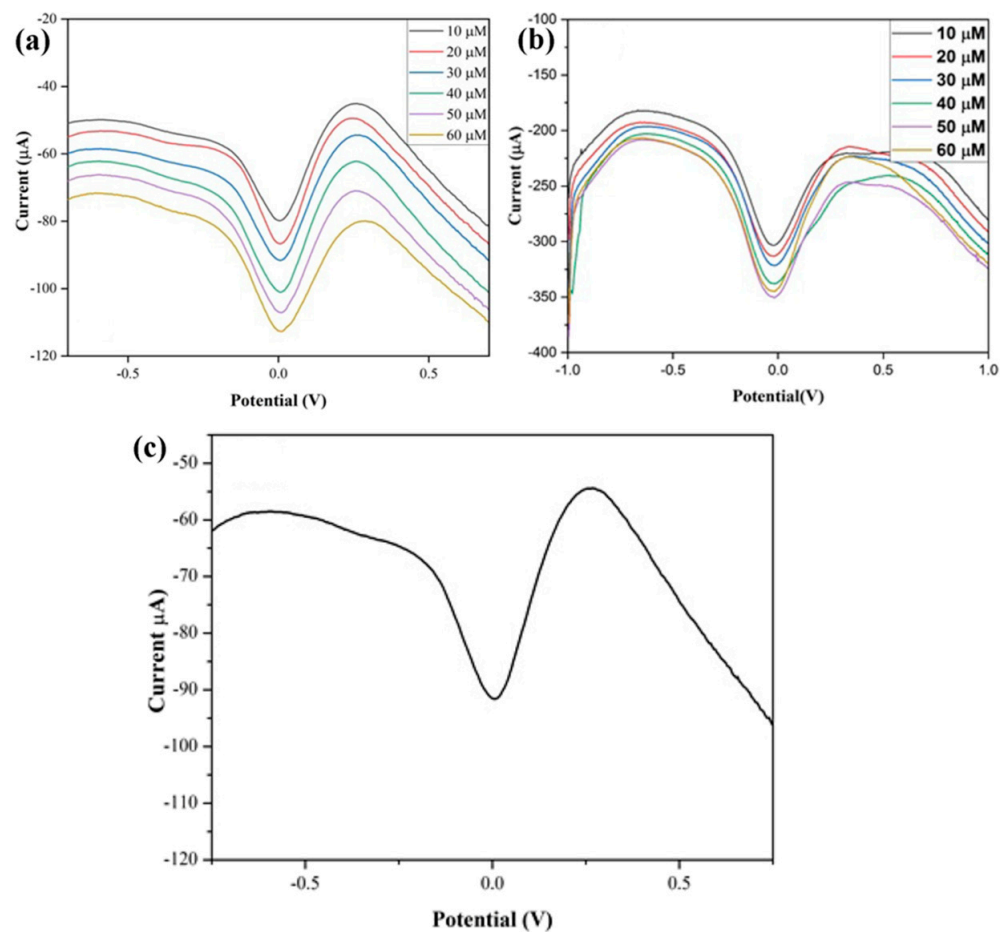 (a)
-20
-40
-60
-80
-100
-120
Current (µA)
10 µM
20 µM
30 µM
40 µM
50 µM
60 µM
-0.5
0.0
0.5
Potential (V)
(b)
-100
-150
-200
-250
-300
-350
-400
Current (µA)
10 µM
20 µM
30 µM
40 µM
50 µM
60 µM
-1.0
-0.5
0.0
0.5
1.0
Potential(V)
(c)
-50
-60
-70
-80
-90
-100
-110
-120
Current µA)
-0.5
0.0
0.5
Potential (V)